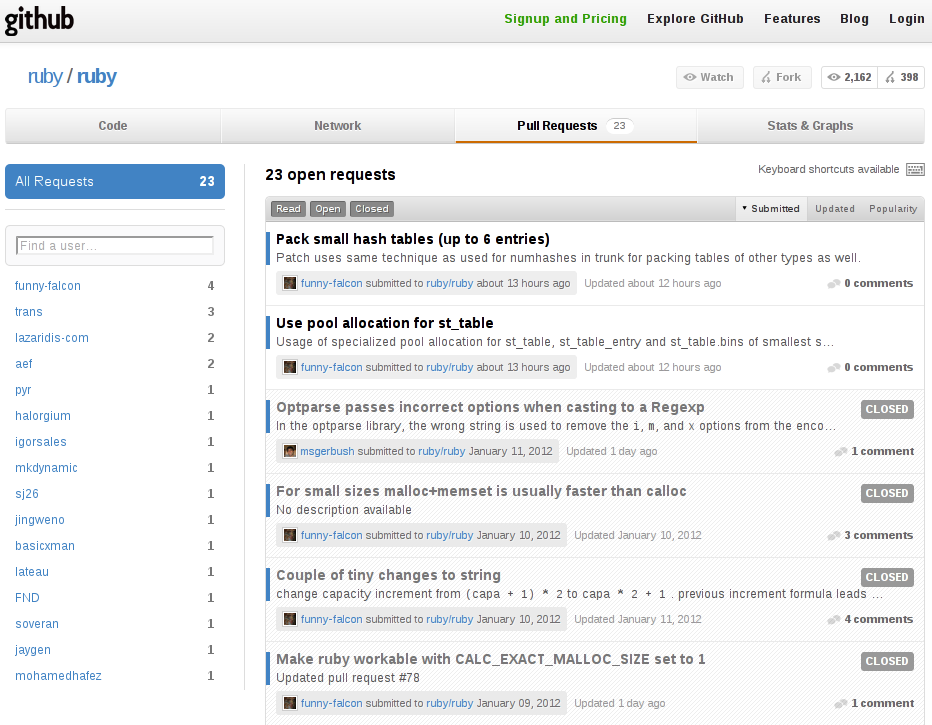 github
Signup and Pricing Explore GitHub Features Blog Login
ruby / ruby
Watch Fork 2,162 398
Code Network Pull Requests 23 Stats & Graphs
All Requests 23
Find a user...
funny-falcon 4
trans 3
lazaridis-com 2
aef 2
pyr 1
halorgium 1
igorsales 1
mkdynamic 1
sj26 1
jingweno 1
basicxman 1
lateau 1
FND 1
soveran 1
jaygen 1
mohamedhafez 1
23 open requests
Keyboard shortcuts available
Read Open Closed
Submitted Updated Popularity
Pack small hash tables (up to 6 entries)
Patch uses same technique as used for numhashes in trunk for packing tables of other types as well.
funny-falcon submitted to ruby/ruby about 13 hours ago Updated about 12 hours ago 0 comments
Use pool allocation for st_table
Usage of specialized pool allocation for st_table, st_table_entry and st_table.bins of smallest s...
funny-falcon submitted to ruby/ruby about 13 hours ago Updated about 12 hours ago 0 comments
Optparse passes incorrect options when casting to a Regexp CLOSED
In the optparse library, the wrong string is used to remove the i, m, and x options from the enco...
msgerbush submitted to ruby/ruby January 11, 2012 Updated 1 day ago 1 comment
For small sizes malloc+memset is usually faster than calloc CLOSED
No description available
funny-falcon submitted to ruby/ruby January 10, 2012 Updated January 10, 2012 3 comments
Couple of tiny changes to string CLOSED
change capacity increment from (capa + 1) * 2 to capa * 2 + 1 . previous increment formula leads ...
funny-falcon submitted to ruby/ruby January 10, 2012 Updated January 11, 2012 4 comments
Make ruby workable with CALC_EXACT_MALLOC_SIZE set to 1 CLOSED
Updated pull request #78
funny-falcon submitted to ruby/ruby January 09, 2012 Updated 1 day ago 1 comment